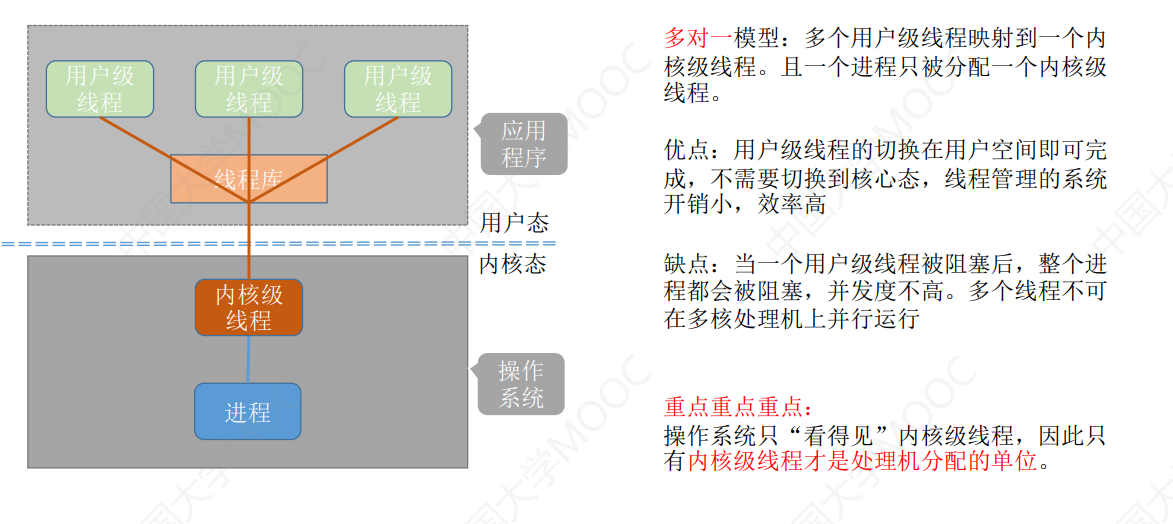 用户级
线程
用户级
线程
用户级
线程
线程库
应用
程序
用户态
内核态
内核级
线程
进程
操作
系统
多对一模型：多个用户级线程映射到一个内
核级线程。且一个进程只被分配一个内核级
线程。
优点：用户级线程的切换在用户空间即可完
成，不需要切换到核心态，线程管理的系统
开销小，效率高
缺点：当一个用户级线程被阻塞后，整个进
程都会被阻塞，并发度不高。多个线程不可
在多核处理机上并行运行
重点重点重点：
操作系统只“看得见”内核级线程，因此只
有内核级线程才是处理机分配的单位。
中国大学MOOC